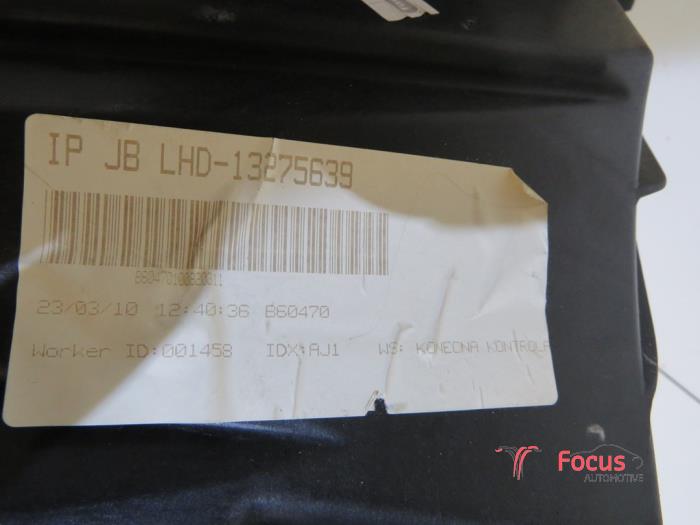 IP JB LHD-13275639
23/03/10 12:40:36 B60470
Worker ID:001458 IDX:AJ1 WS: KONECNA KONTROLA
Focus
AUTOMOTIVE